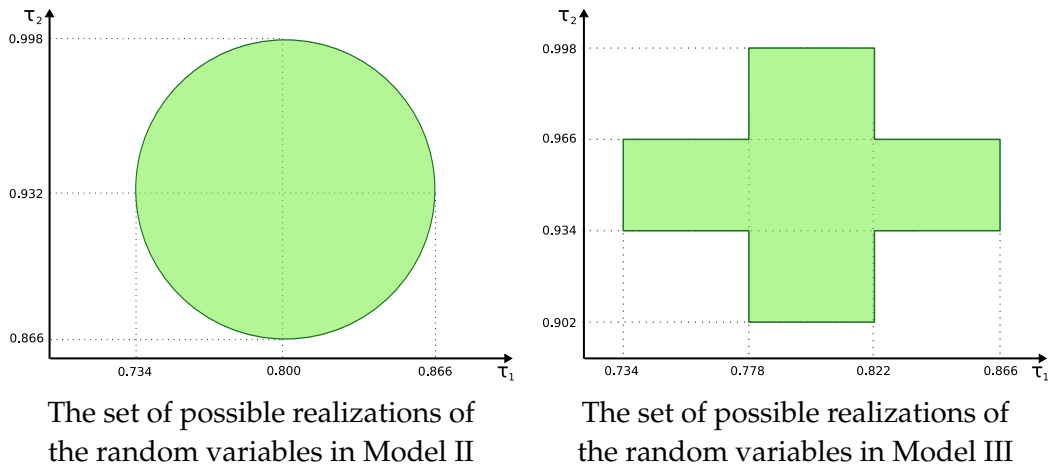 τ₂
0.998
0.932
0.866
0.734 0.800 0.866 τ₁
The set of possible realizations of
the random variables in Model II
τ₂
0.998
0.966
0.934
0.902
0.734 0.778 0.822 0.866 τ₁
The set of possible realizations of
the random variables in Model III